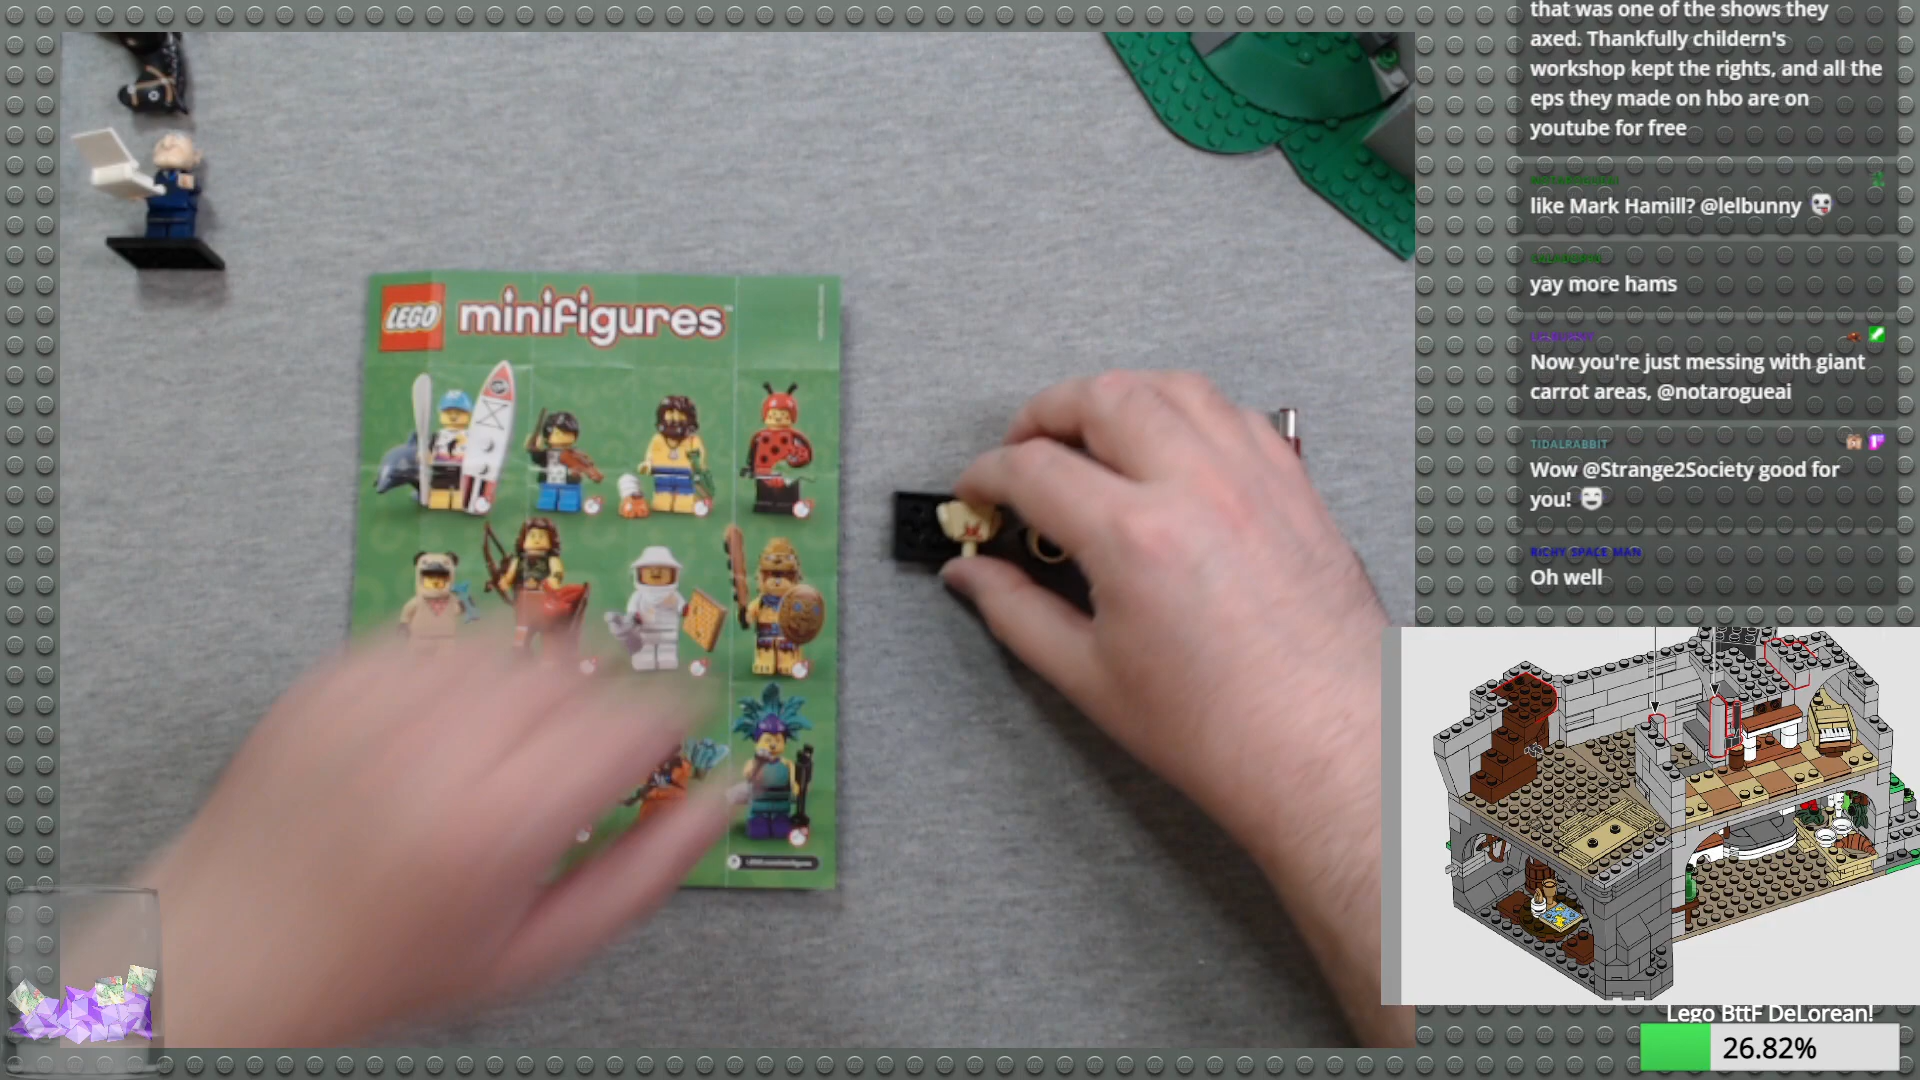 LEGO
minifigures
that was one of the shows they
axed. Thankfully childern's
workshop kept the rights, and all the
eps they made on hbo are on
youtube for free
like Mark Hamill? @lelbunny
yay more hams
Now you're just messing with giant
carrot areas, @notarogueai
TIDALRABBIT
Wow @Strange2Society good for
you!
RICHY SPACE MAN
Oh well
Lego BttF DeLorean!
26.82%